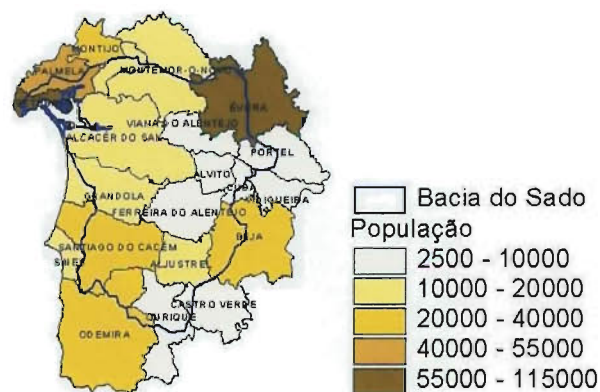 MONTIJO
PALMELA
MONTEMOR-O-NOVO
ÉVORA
VIANA DO ALENTEJO
ALCÁCER DO SAL
PORTEL
ALVITO
CUBA
VIDIGUEIRA
GRÂNDOLA
FERREIRA DO ALENTEJO
BEJA
SANTIAGO DO CACÉM
SINES
ALJUSTREL
CASTRO VERDE
OURIQUE
ODEMIRA
Bacia do Sado
População
2500 - 10000
10000 - 20000
20000 - 40000
40000 - 55000
55000 - 115000